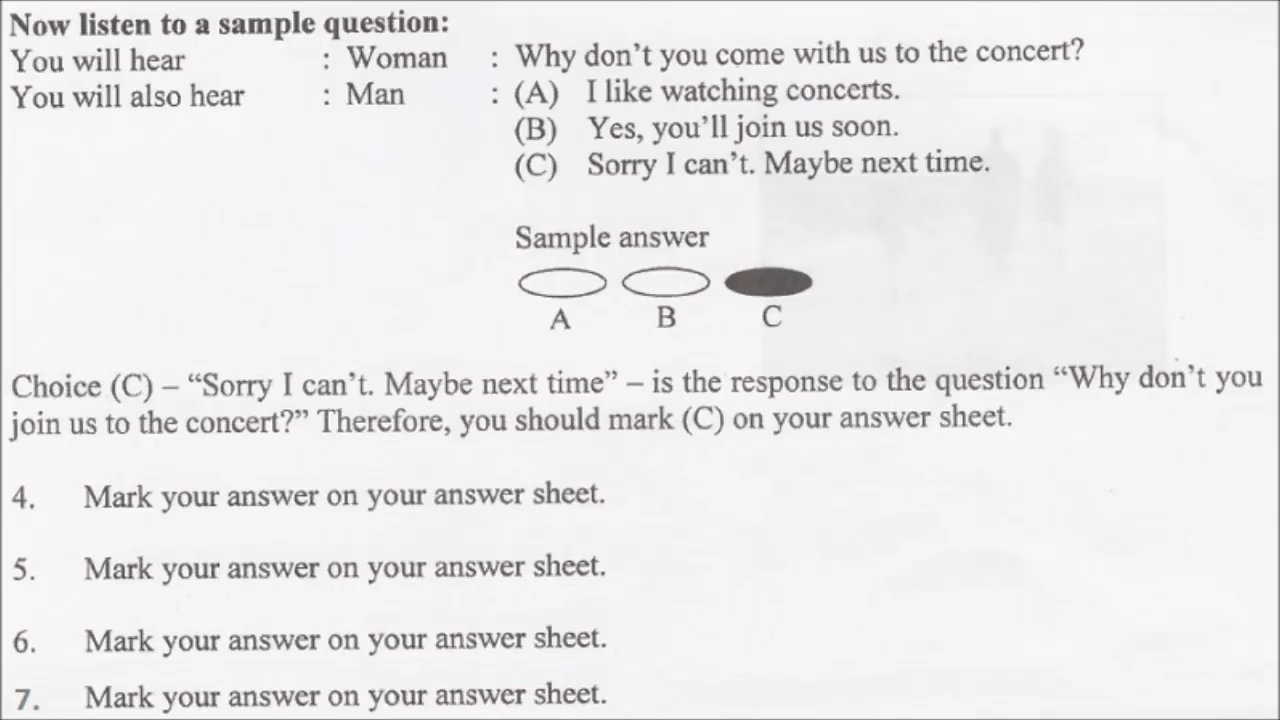 Now listen to a sample question:
You will hear : Woman : Why don't you come with us to the concert?
You will also hear : Man : (A) I like watching concerts.
(B) Yes, you'll join us soon.
(C) Sorry I can't. Maybe next time.
Sample answer
A B C
Choice (C) – “Sorry I can't. Maybe next time” – is the response to the question “Why don't you
join us to the concert?” Therefore, you should mark (C) on your answer sheet.
4. Mark your answer on your answer sheet.
5. Mark your answer on your answer sheet.
6. Mark your answer on your answer sheet.
7. Mark your answer on your answer sheet.